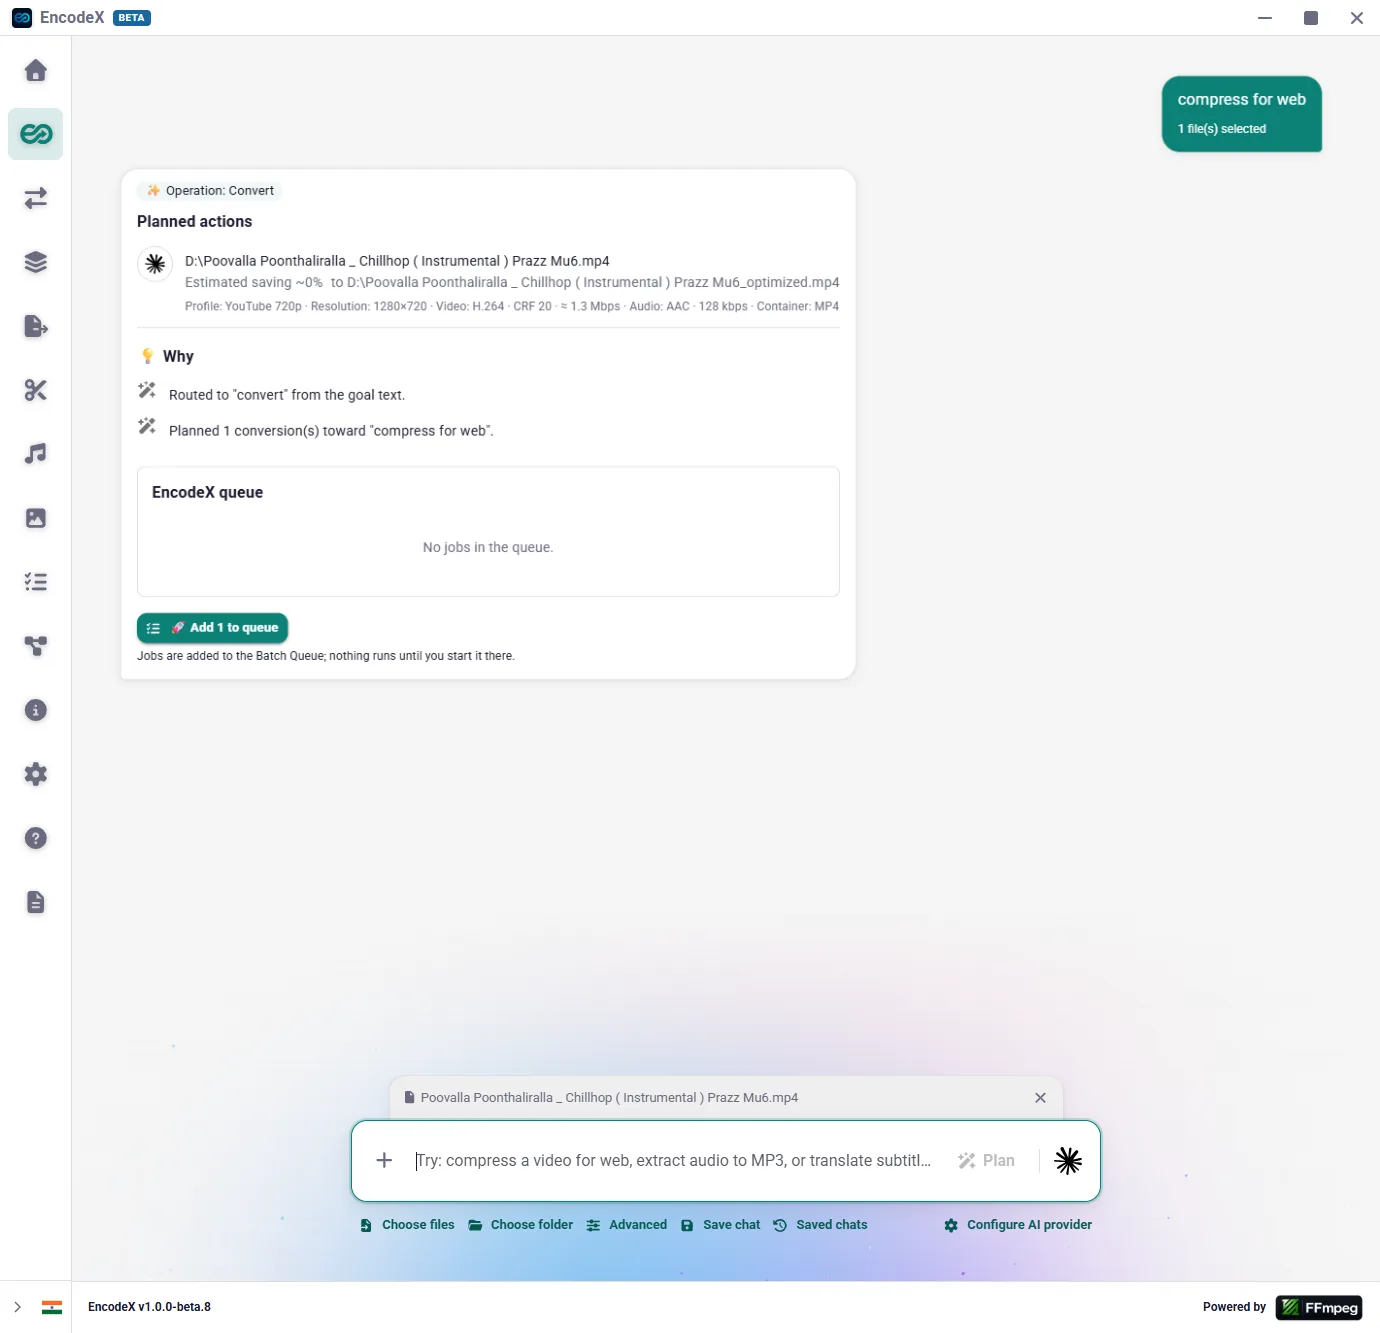 EncodeX BETA
compress for web
1 file(s) selected
Operation: Convert
Planned actions
D:\Poovalla Poonthaliralla _ Chillhop ( Instrumental ) Prazz Mu6.mp4
Estimated saving ~0% to D:\Poovalla Poonthaliralla _ Chillhop ( Instrumental ) Prazz Mu6_optimized.mp4
Profile: YouTube 720p · Resolution: 1280×720 · Video: H.264 · CRF 20 · ≈ 1.3 Mbps · Audio: AAC · 128 kbps · Container: MP4
Why
Routed to "convert" from the goal text.
Planned 1 conversion(s) toward "compress for web".
EncodeX queue
No jobs in the queue.
Add 1 to queue
Jobs are added to the Batch Queue; nothing runs until you start it there.
Poovalla Poonthaliralla _ Chillhop ( Instrumental ) Prazz Mu6.mp4
Try: compress a video for web, extract audio to MP3, or translate subtitl... Plan
Choose files Choose folder Advanced Save chat Saved chats Configure AI provider
EncodeX v1.0.0-beta.8 Powered by FFmpeg